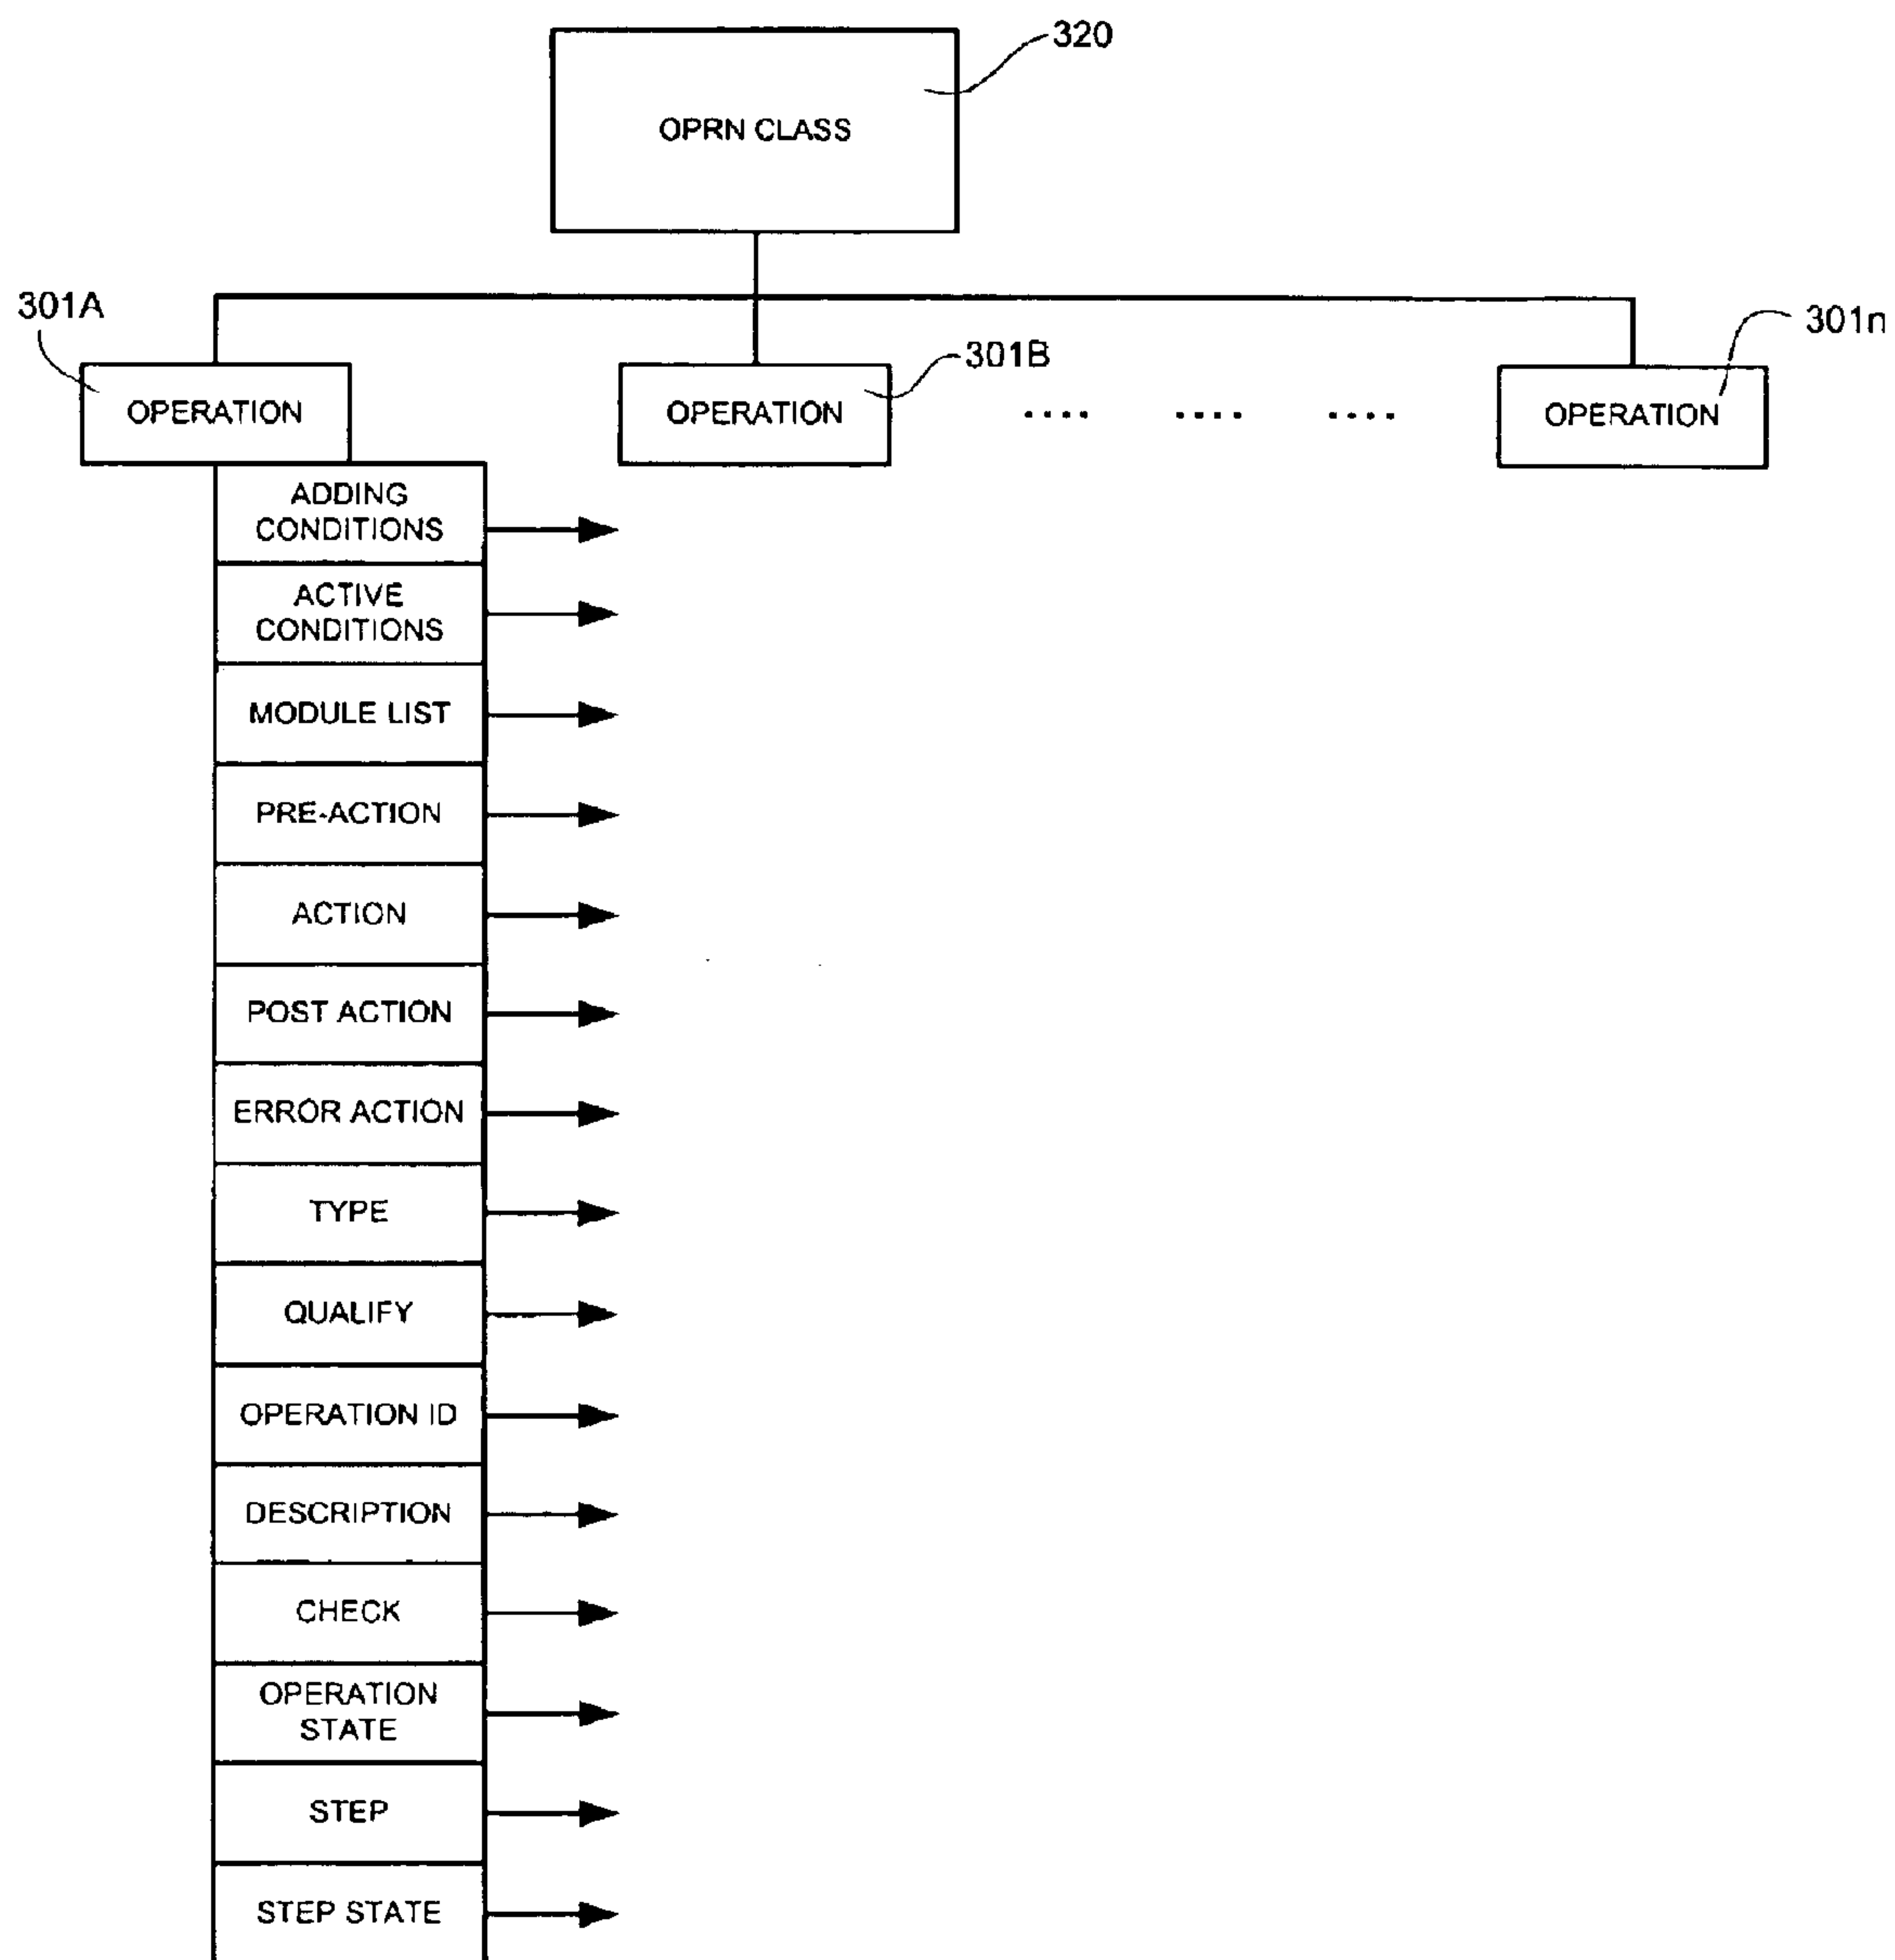 320
OPRN CLASS
301A
301B
301n
OPERATION
OPERATION
.... .... ....
OPERATION
ADDING
CONDITIONS
ACTIVE
CONDITIONS
MODULE LIST
PRE-ACTION
ACTION
POST ACTION
ERROR ACTION
TYPE
QUALIFY
OPERATION ID
DESCRIPTION
CHECK
OPERATION
STATE
STEP
STEP STATE